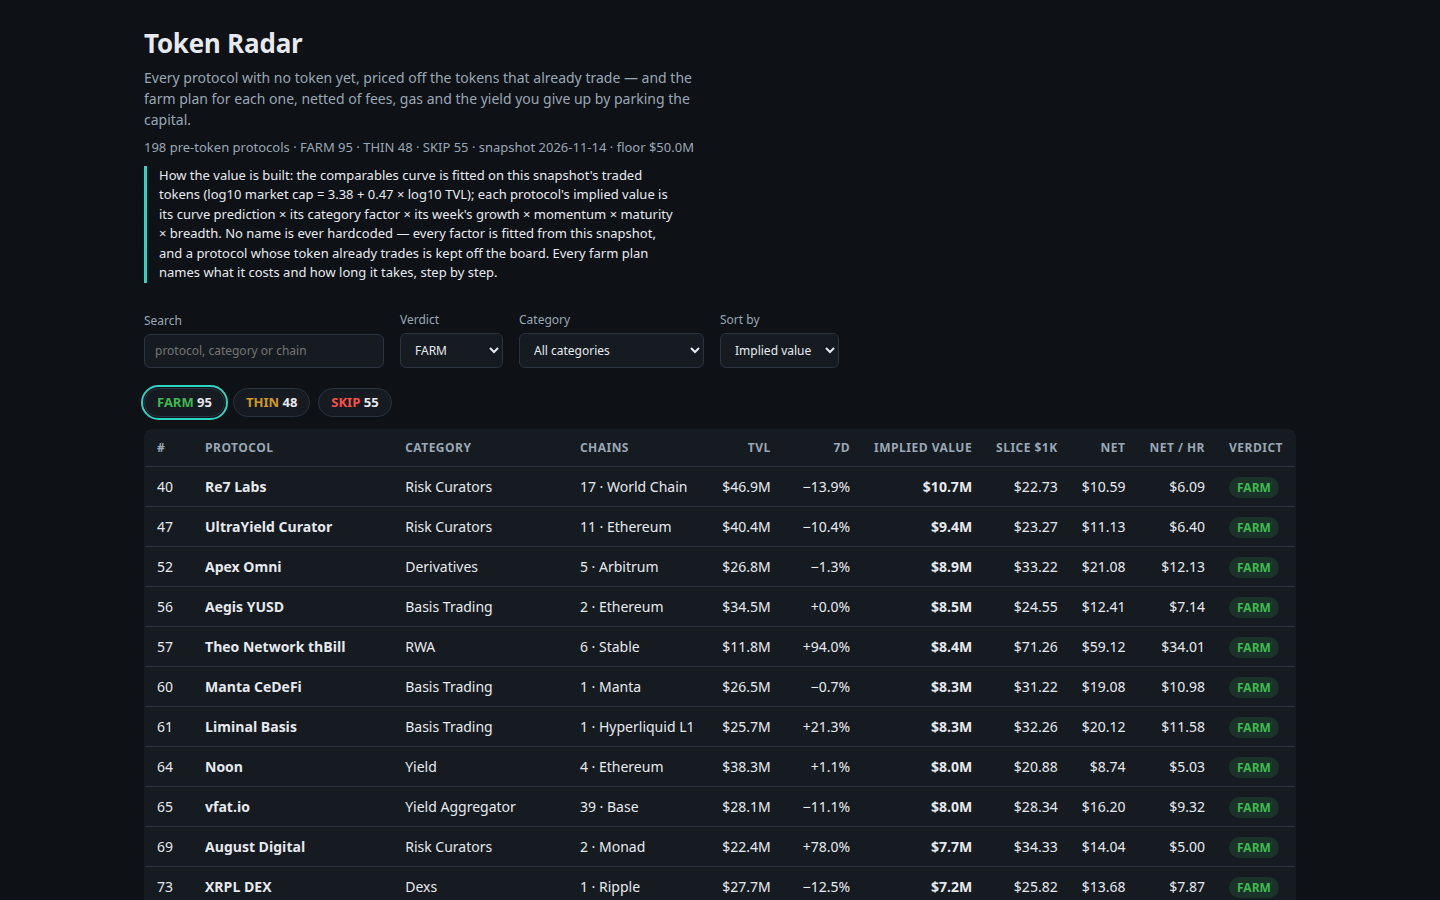 Token Radar
Every protocol with no token yet, priced off the tokens that already trade — and the
farm plan for each one, netted of fees, gas and the yield you give up by parking the
capital.
198 pre-token protocols · FARM 95 · THIN 48 · SKIP 55 · snapshot 2026-11-14 · floor $50.0M
How the value is built: the comparables curve is fitted on this snapshot's traded
tokens (log10 market cap = 3.38 + 0.47 × log10 TVL); each protocol's implied value is
its curve prediction × its category factor × its week's growth × momentum × maturity
× breadth. No name is ever hardcoded — every factor is fitted from this snapshot,
and a protocol whose token already trades is kept off the board. Every farm plan
names what it costs and how long it takes, step by step.
Search Verdict Category Sort by
protocol, category or chain FARM All categories Implied value
FARM 95 THIN 48 SKIP 55
# PROTOCOL CATEGORY CHAINS TVL 7D IMPLIED VALUE SLICE $1K NET NET / HR VERDICT
40 Re7 Labs Risk Curators 17 · World Chain $46.9M −13.9% $10.7M $22.73 $10.59 $6.09 FARM
47 UltraYield Curator Risk Curators 11 · Ethereum $40.4M −10.4% $9.4M $23.27 $11.13 $6.40 FARM
52 Apex Omni Derivatives 5 · Arbitrum $26.8M −1.3% $8.9M $33.22 $21.08 $12.13 FARM
56 Aegis YUSD Basis Trading 2 · Ethereum $34.5M +0.0% $8.5M $24.55 $12.41 $7.14 FARM
57 Theo Network thBill RWA 6 · Stable $11.8M +94.0% $8.4M $71.26 $59.12 $34.01 FARM
60 Manta CeDeFi Basis Trading 1 · Manta $26.5M −0.7% $8.3M $31.22 $19.08 $10.98 FARM
61 Liminal Basis Basis Trading 1 · Hyperliquid L1 $25.7M +21.3% $8.3M $32.26 $20.12 $11.58 FARM
64 Noon Yield 4 · Ethereum $38.3M +1.1% $8.0M $20.88 $8.74 $5.03 FARM
65 vfat.io Yield Aggregator 39 · Base $28.1M −11.1% $8.0M $28.34 $16.20 $9.32 FARM
69 August Digital Risk Curators 2 · Monad $22.4M +78.0% $7.7M $34.33 $14.04 $5.00 FARM
73 XRPL DEX Dexs 1 · Ripple $27.7M −12.5% $7.2M $25.82 $13.68 $7.87 FARM